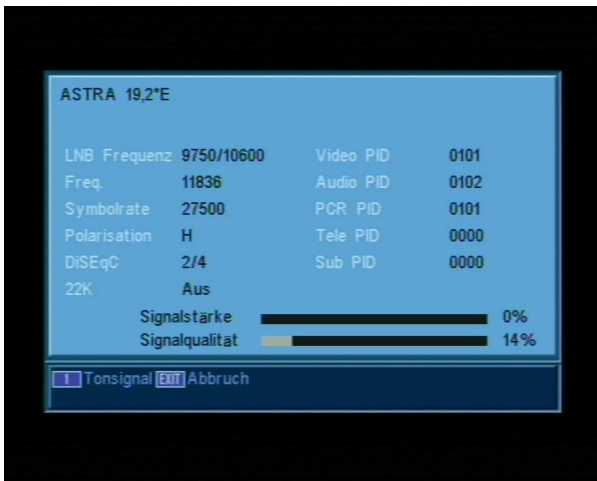 ASTRA 19,2°E
LNB Frequenz 9750/10600 Video PID 0101
Freq. 11836 Audio PID 0102
Symbolrate 27500 PCR PID 0101
Polarisation H Tele PID 0000
DiSEqC 2/4 Sub PID 0000
22K Aus
Signalstärke 0%
Signalqualität 14%
1 Tonsignal EXIT Abbruch